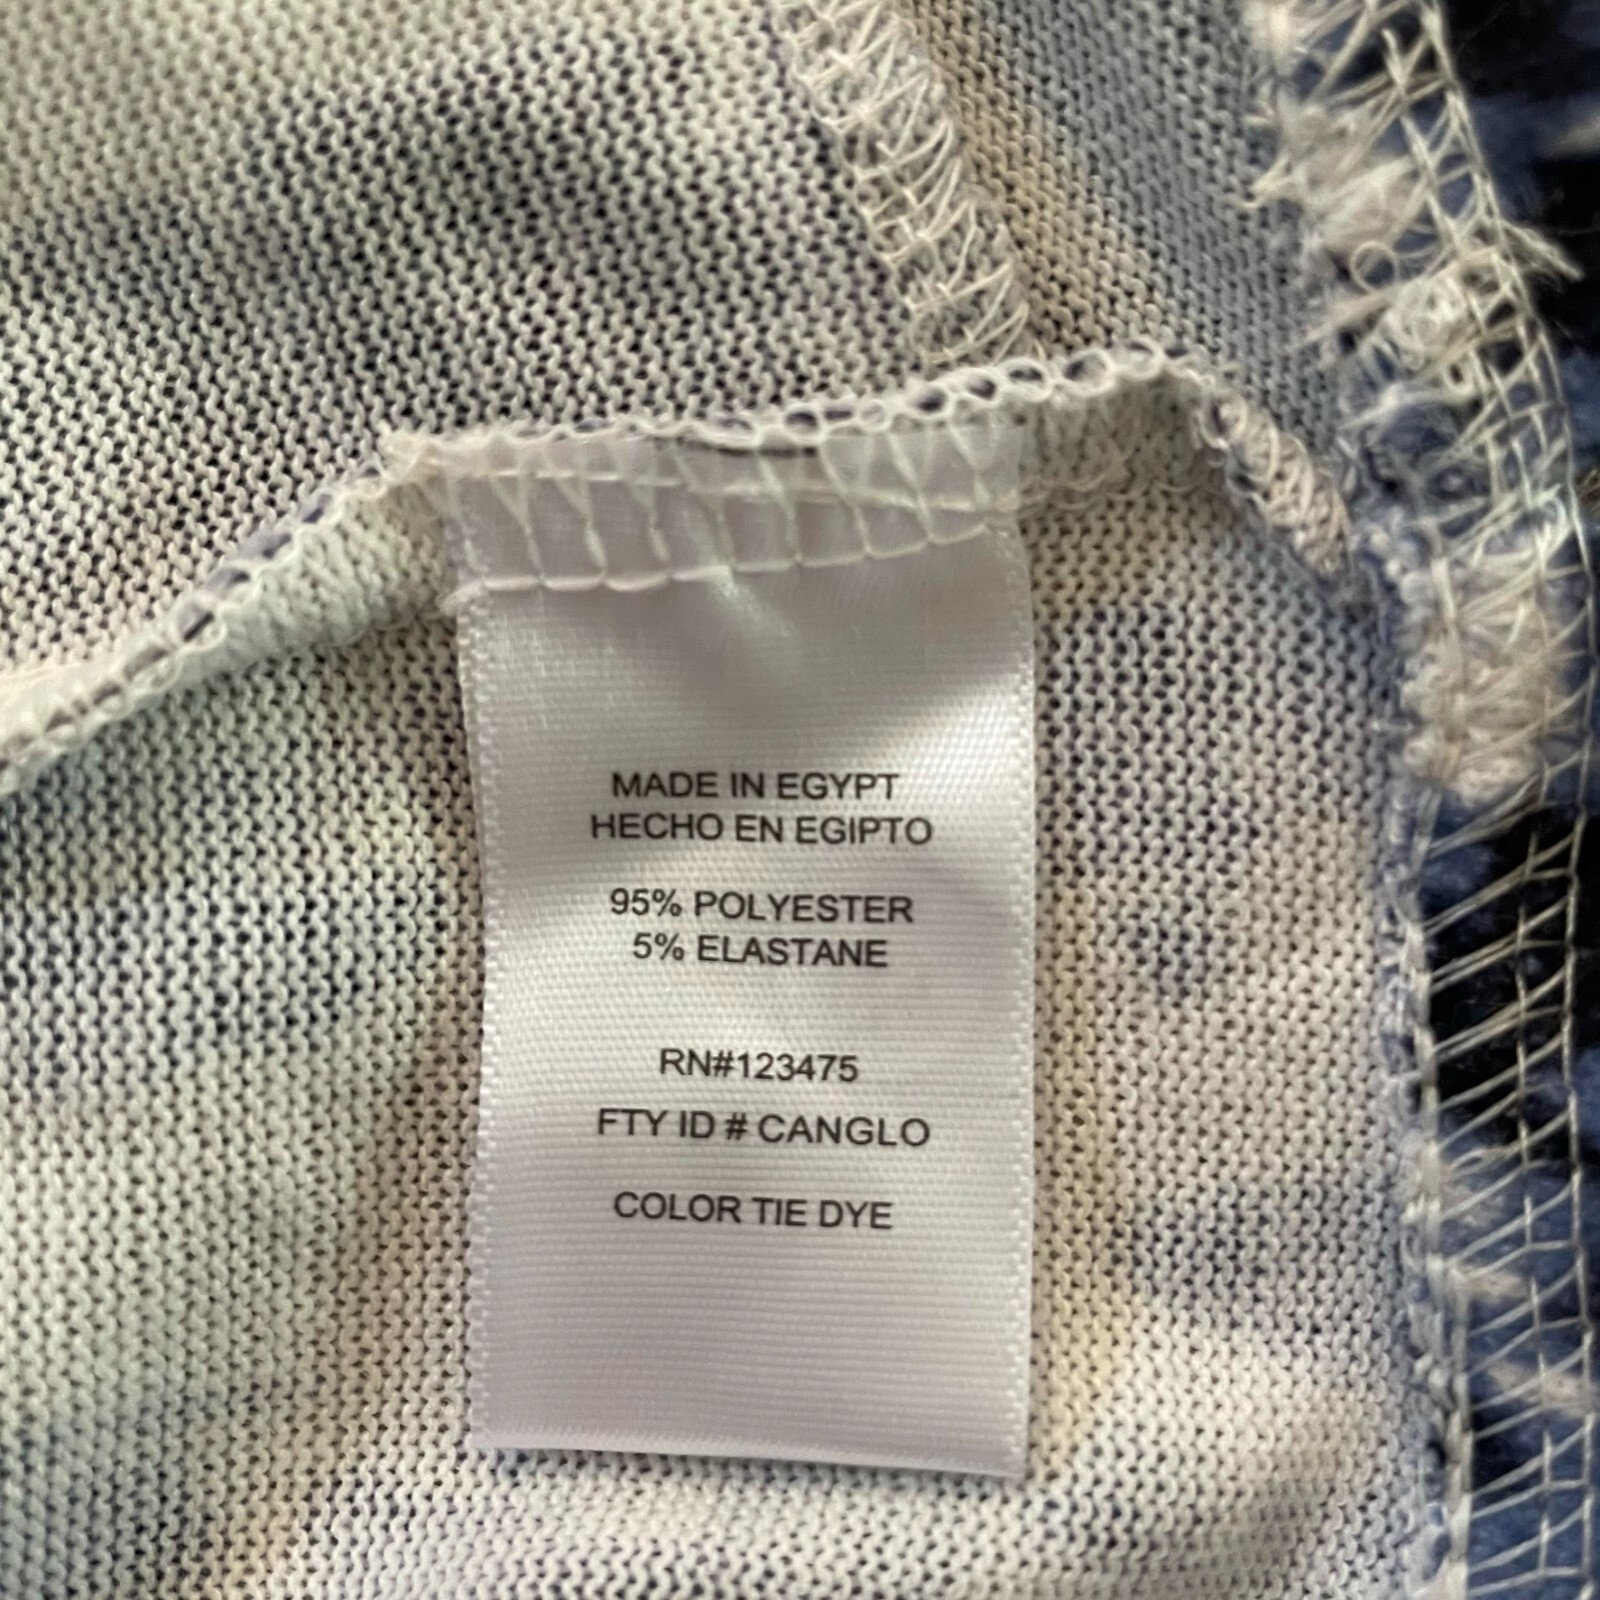 MADE IN EGYPT
HECHO EN EGIPTO
95% POLYESTER
5% ELASTANE
RN#123475
FTY ID # CANGLO
COLOR TIE DYE